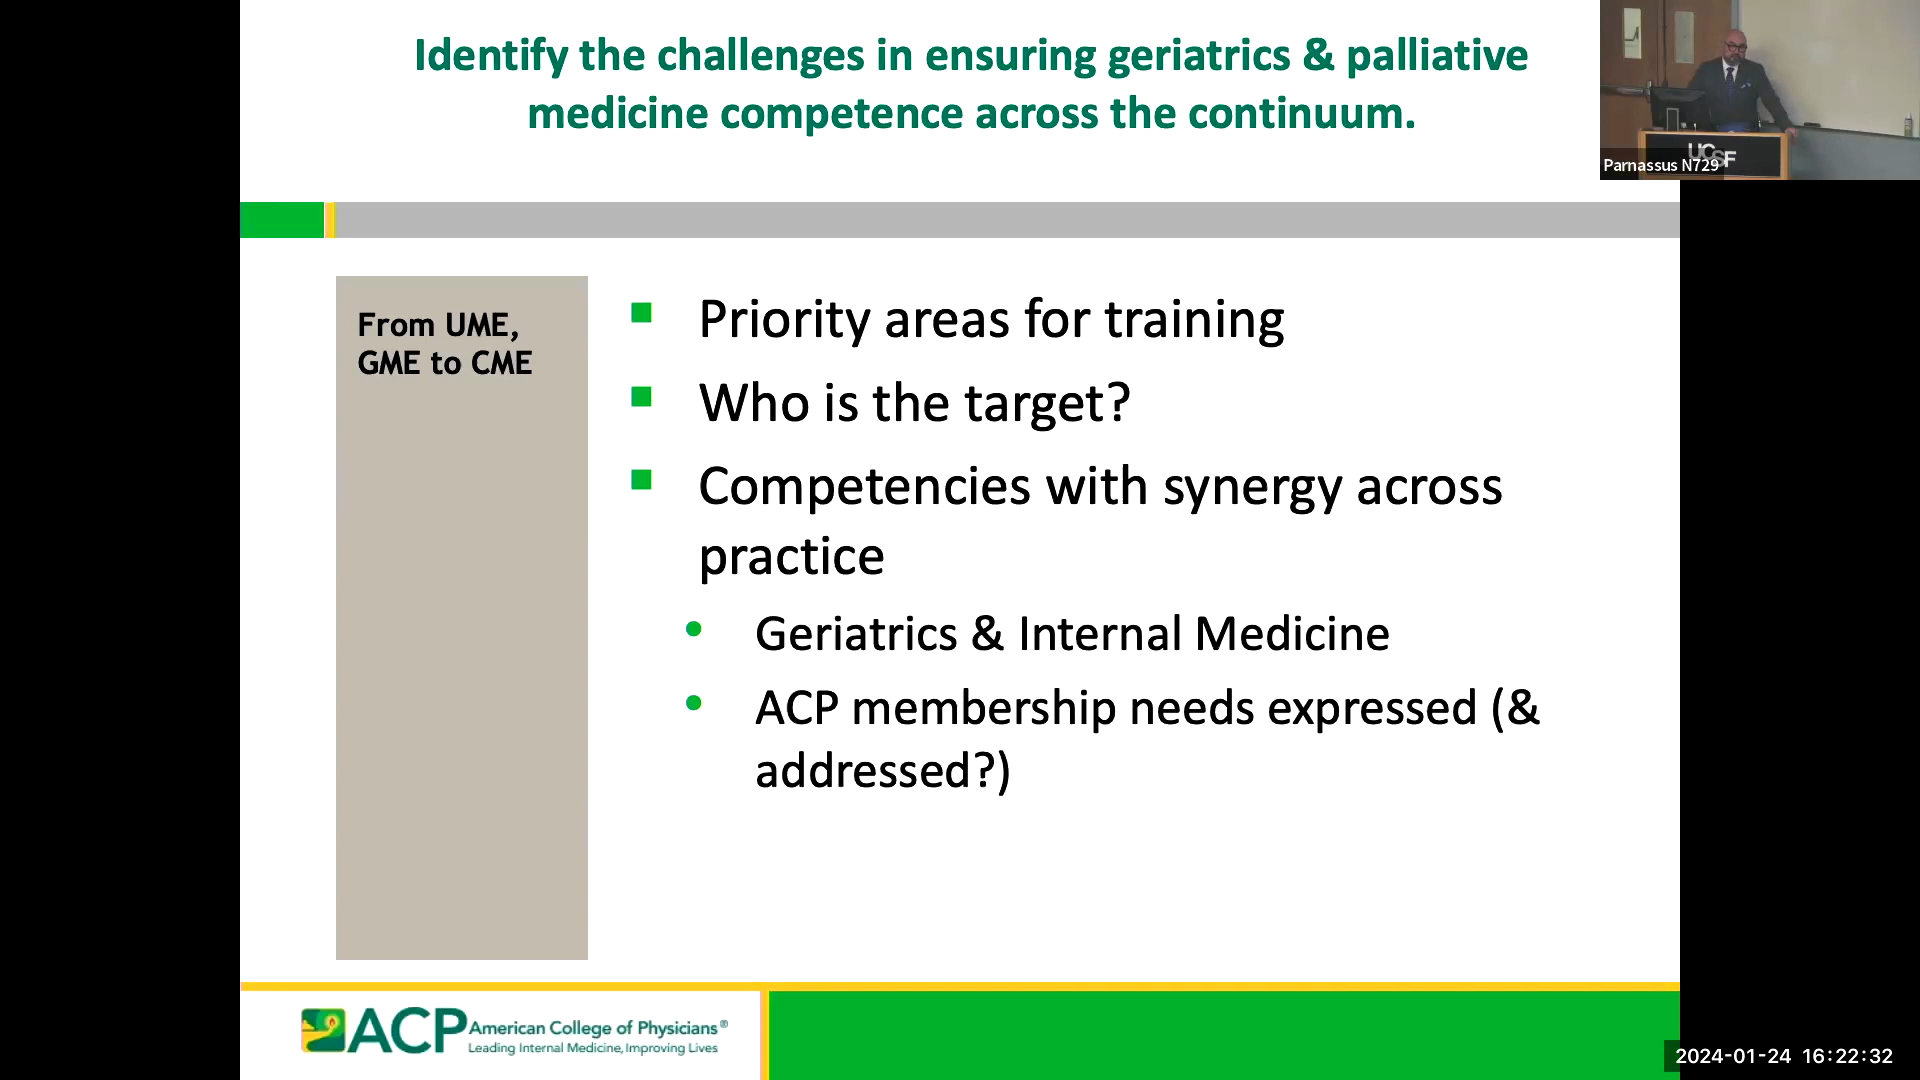 Identify the challenges in ensuring geriatrics & palliative
medicine competence across the continuum.
UCSF
Parnassus N729
From UME,
GME to CME
Priority areas for training
Who is the target?
Competencies with synergy across
practice
Geriatrics & Internal Medicine
ACP membership needs expressed (&
addressed?)
ACP American College of Physicians®
Leading Internal Medicine, Improving Lives
2024-01-24 16:22:32